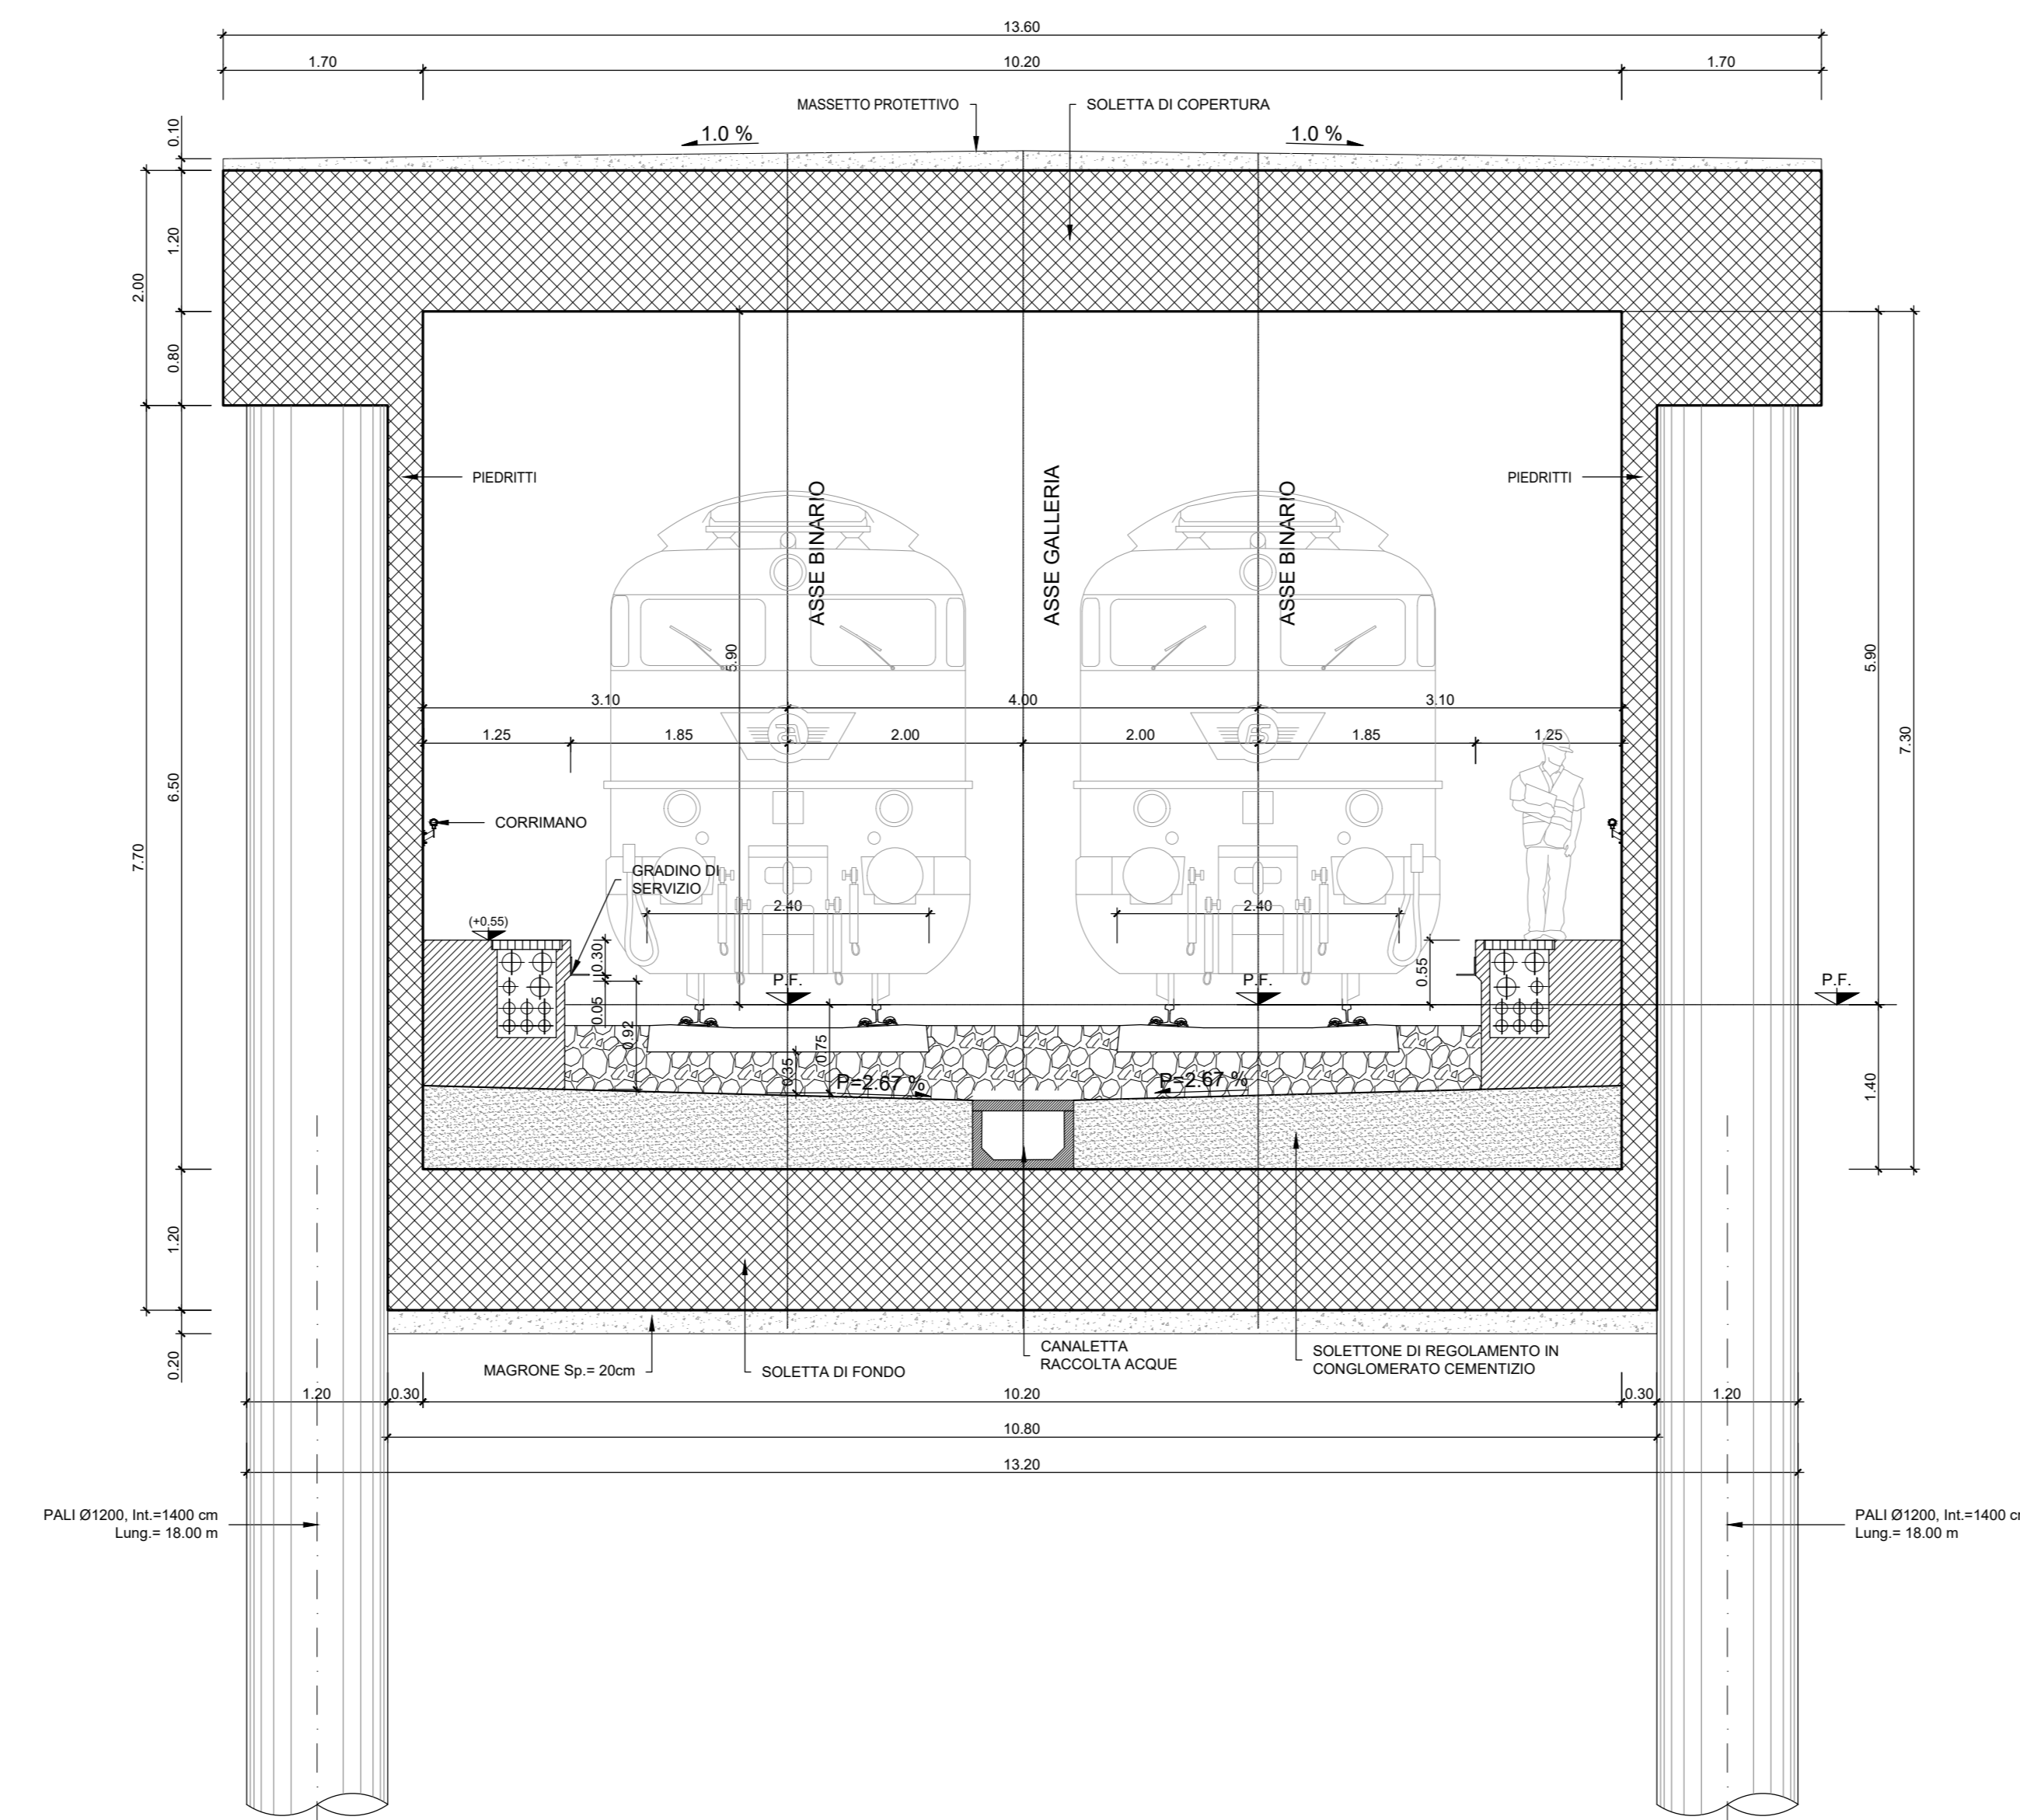 13.60
1.70
10.20
1.70
MASSETTO PROTETTIVO
SOLETTA DI COPERTURA
1.0 %
1.0 %
0.10
1.20
2.00
0.80
PIEDRITTI
PIEDRITTI
ASSE BINARIO
ASSE GALLERIA
ASSE BINARIO
5.90
5.90
7.30
3.10
4.00
3.10
1.25
1.85
2.00
2.00
1.85
1.25
6.50
7.70
CORRIMANO
GRADINO DI
SERVIZIO
2.40
2.40
(+0.55)
0.30
0.05
0.92
0.55
P.F.
P.F.
P.F.
0.35
0.75
P=2.67 %
P=2.67 %
1.40
1.20
0.20
MAGRONE Sp.= 20cm
SOLETTA DI FONDO
CANALETTA
RACCOLTA ACQUE
SOLETTONE DI REGOLAMENTO IN
CONGLOMERATO CEMENTIZIO
1.20
0.30
10.20
0.30
1.20
10.80
13.20
PALI Ø1200, Int.=1400 cm
Lung.= 18.00 m
PALI Ø1200, Int.=1400 c
Lung.= 18.00 m